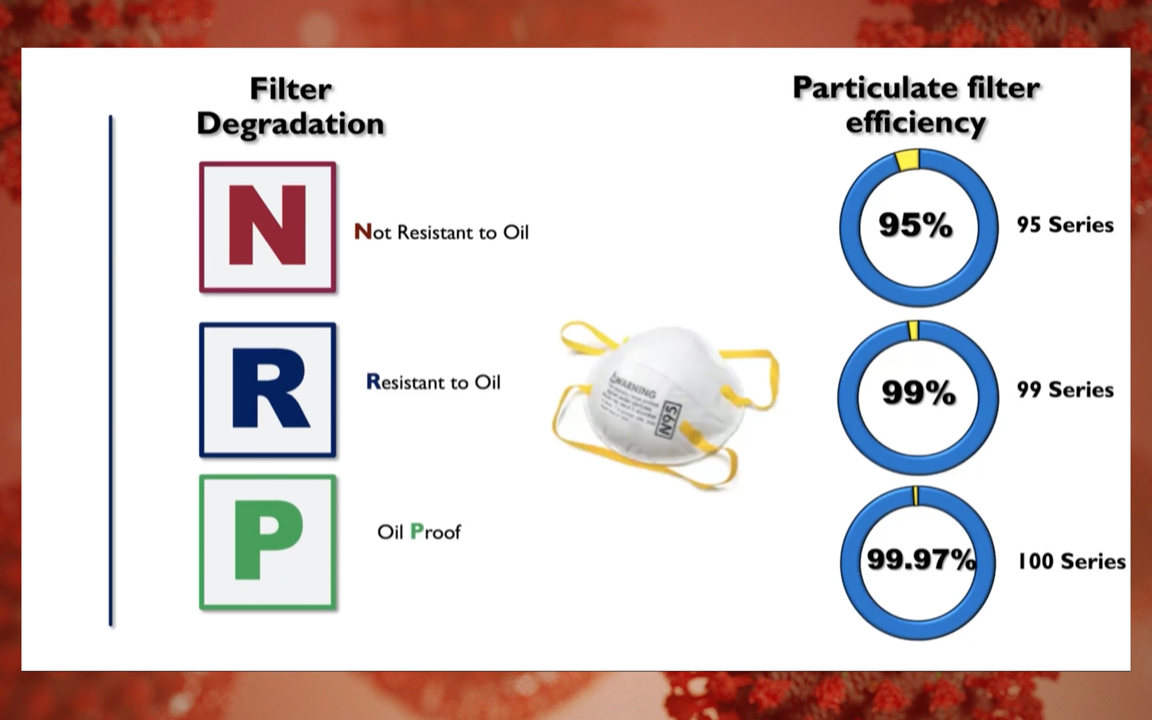 Filter
Degradation
N
Not Resistant to Oil
R
Resistant to Oil
P
Oil Proof
WARNING
N95
Particulate filter
efficiency
95%
95 Series
99%
99 Series
99.97%
100 Series